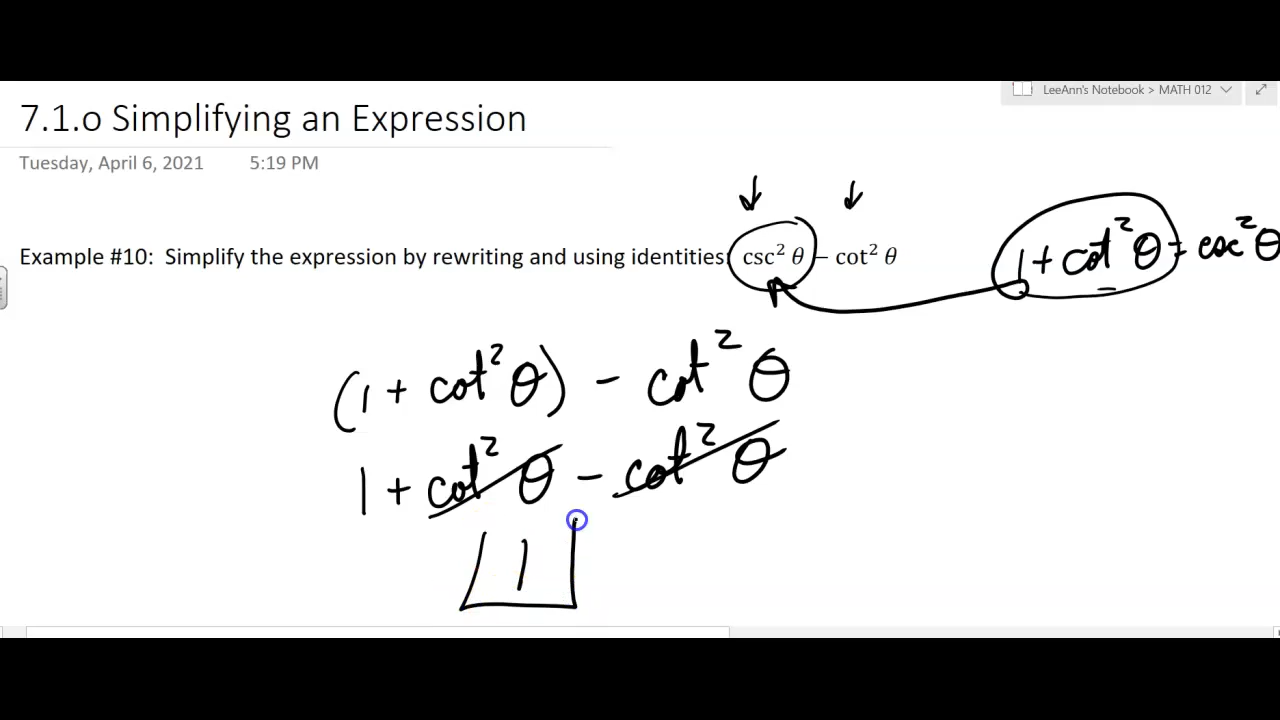 LeeAnn's Notebook > MATH 012
7.1.o Simplifying an Expression
Tuesday, April 6, 2021 5:19 PM
Example #10: Simplify the expression by rewriting and using identities: csc² θ − cot² θ
1 + cot² θ = csc² θ
(1 + cot² θ) − cot² θ
1 + cot² θ − cot² θ
1